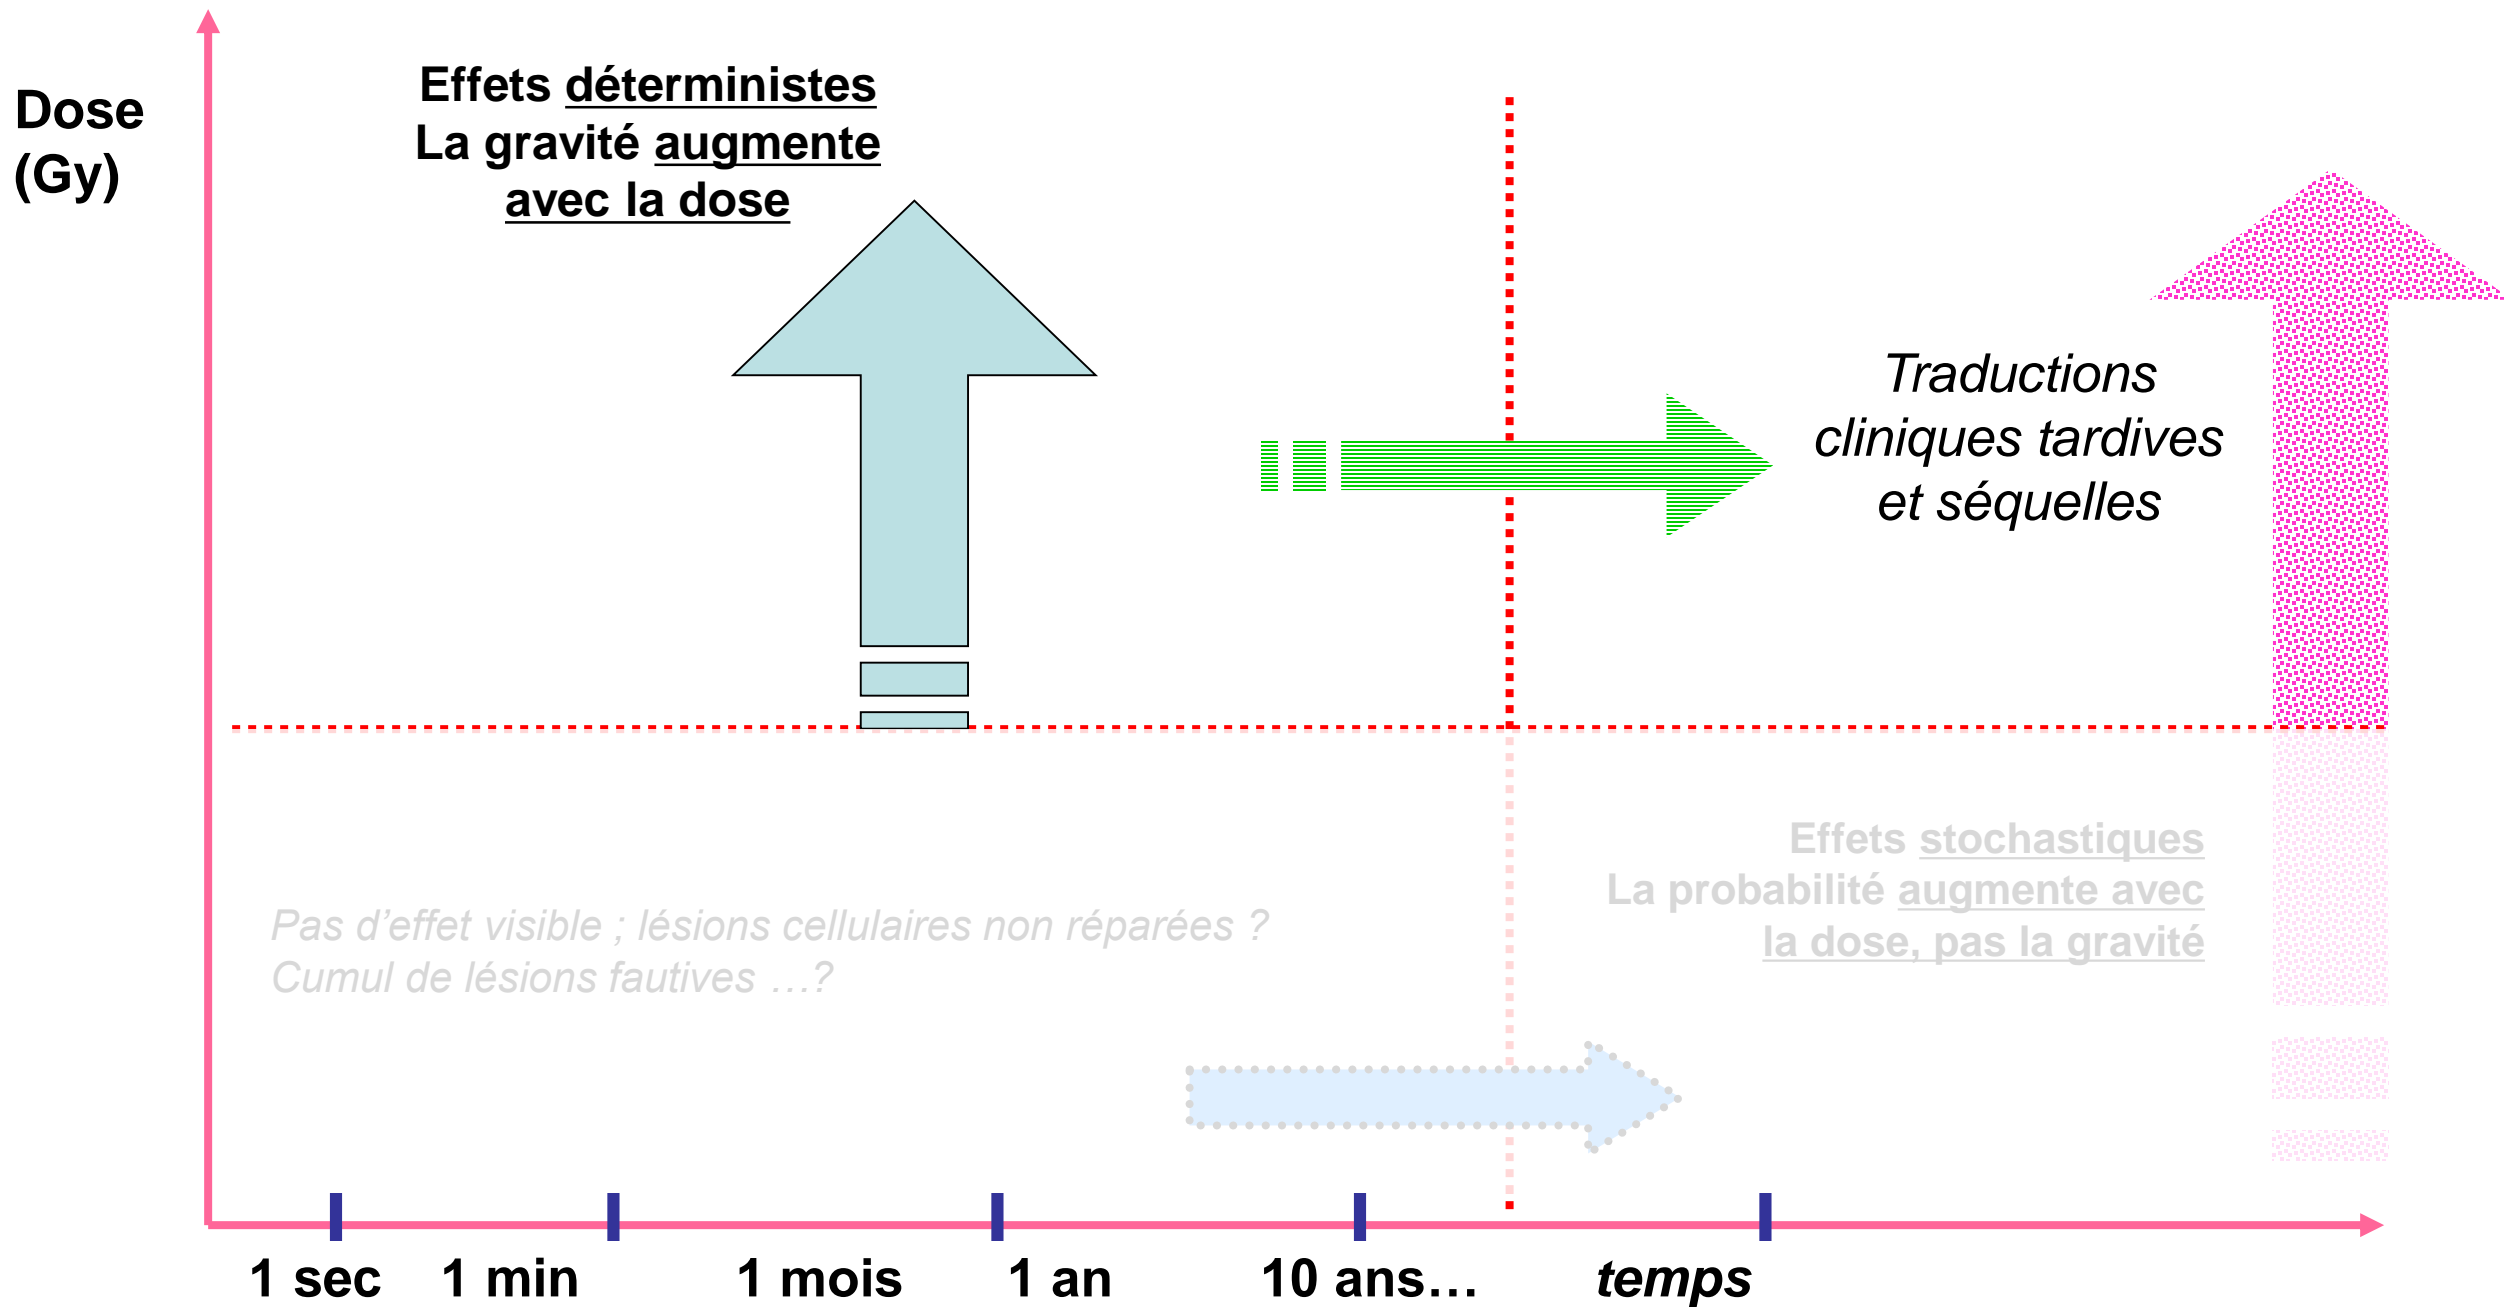 Dose
(Gy)
Effets déterministes
La gravité augmente
avec la dose
Traductions
cliniques tardives
et séquelles
Effets stochastiques
La probabilité augmente avec
la dose, pas la gravité
Pas d’effet visible ; lésions cellulaires non réparées ?
Cumul de lésions fautives …?
1 sec 1 min 1 mois 1 an 10 ans… temps